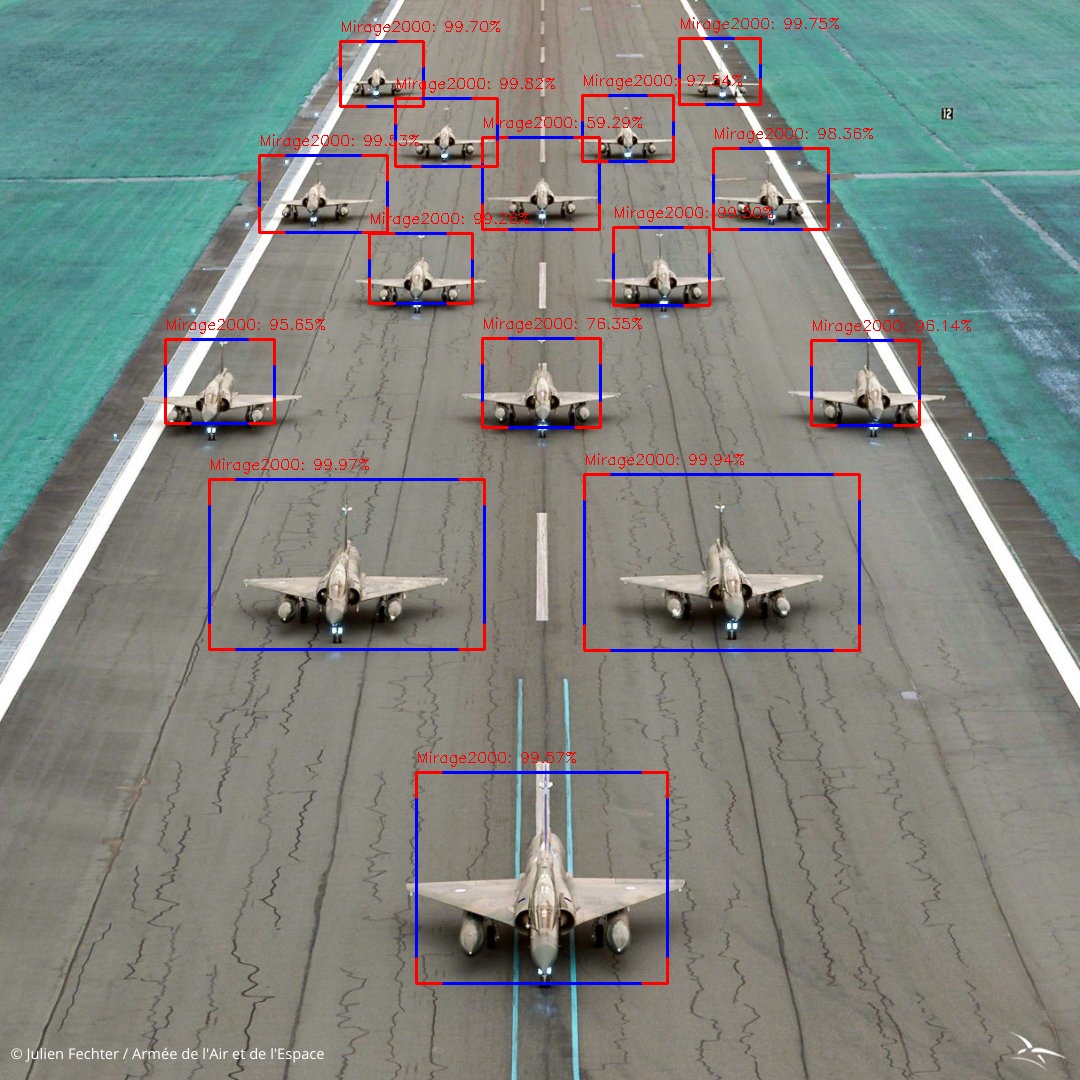 Mirage2000: 99.70%
Mirage2000: 99.75%
Mirage2000: 99.82%
Mirage2000: 97.54%
12
Mirage2000: 59.29%
Mirage2000: 99.53%
Mirage2000: 98.36%
Mirage2000: 99.26%
Mirage2000: 99.50%
Mirage2000: 95.65%
Mirage2000: 76.35%
Mirage2000: 96.14%
Mirage2000: 99.97%
Mirage2000: 99.94%
Mirage2000: 99.57%
© Julien Fechter / Armée de l'Air et de l'Espace